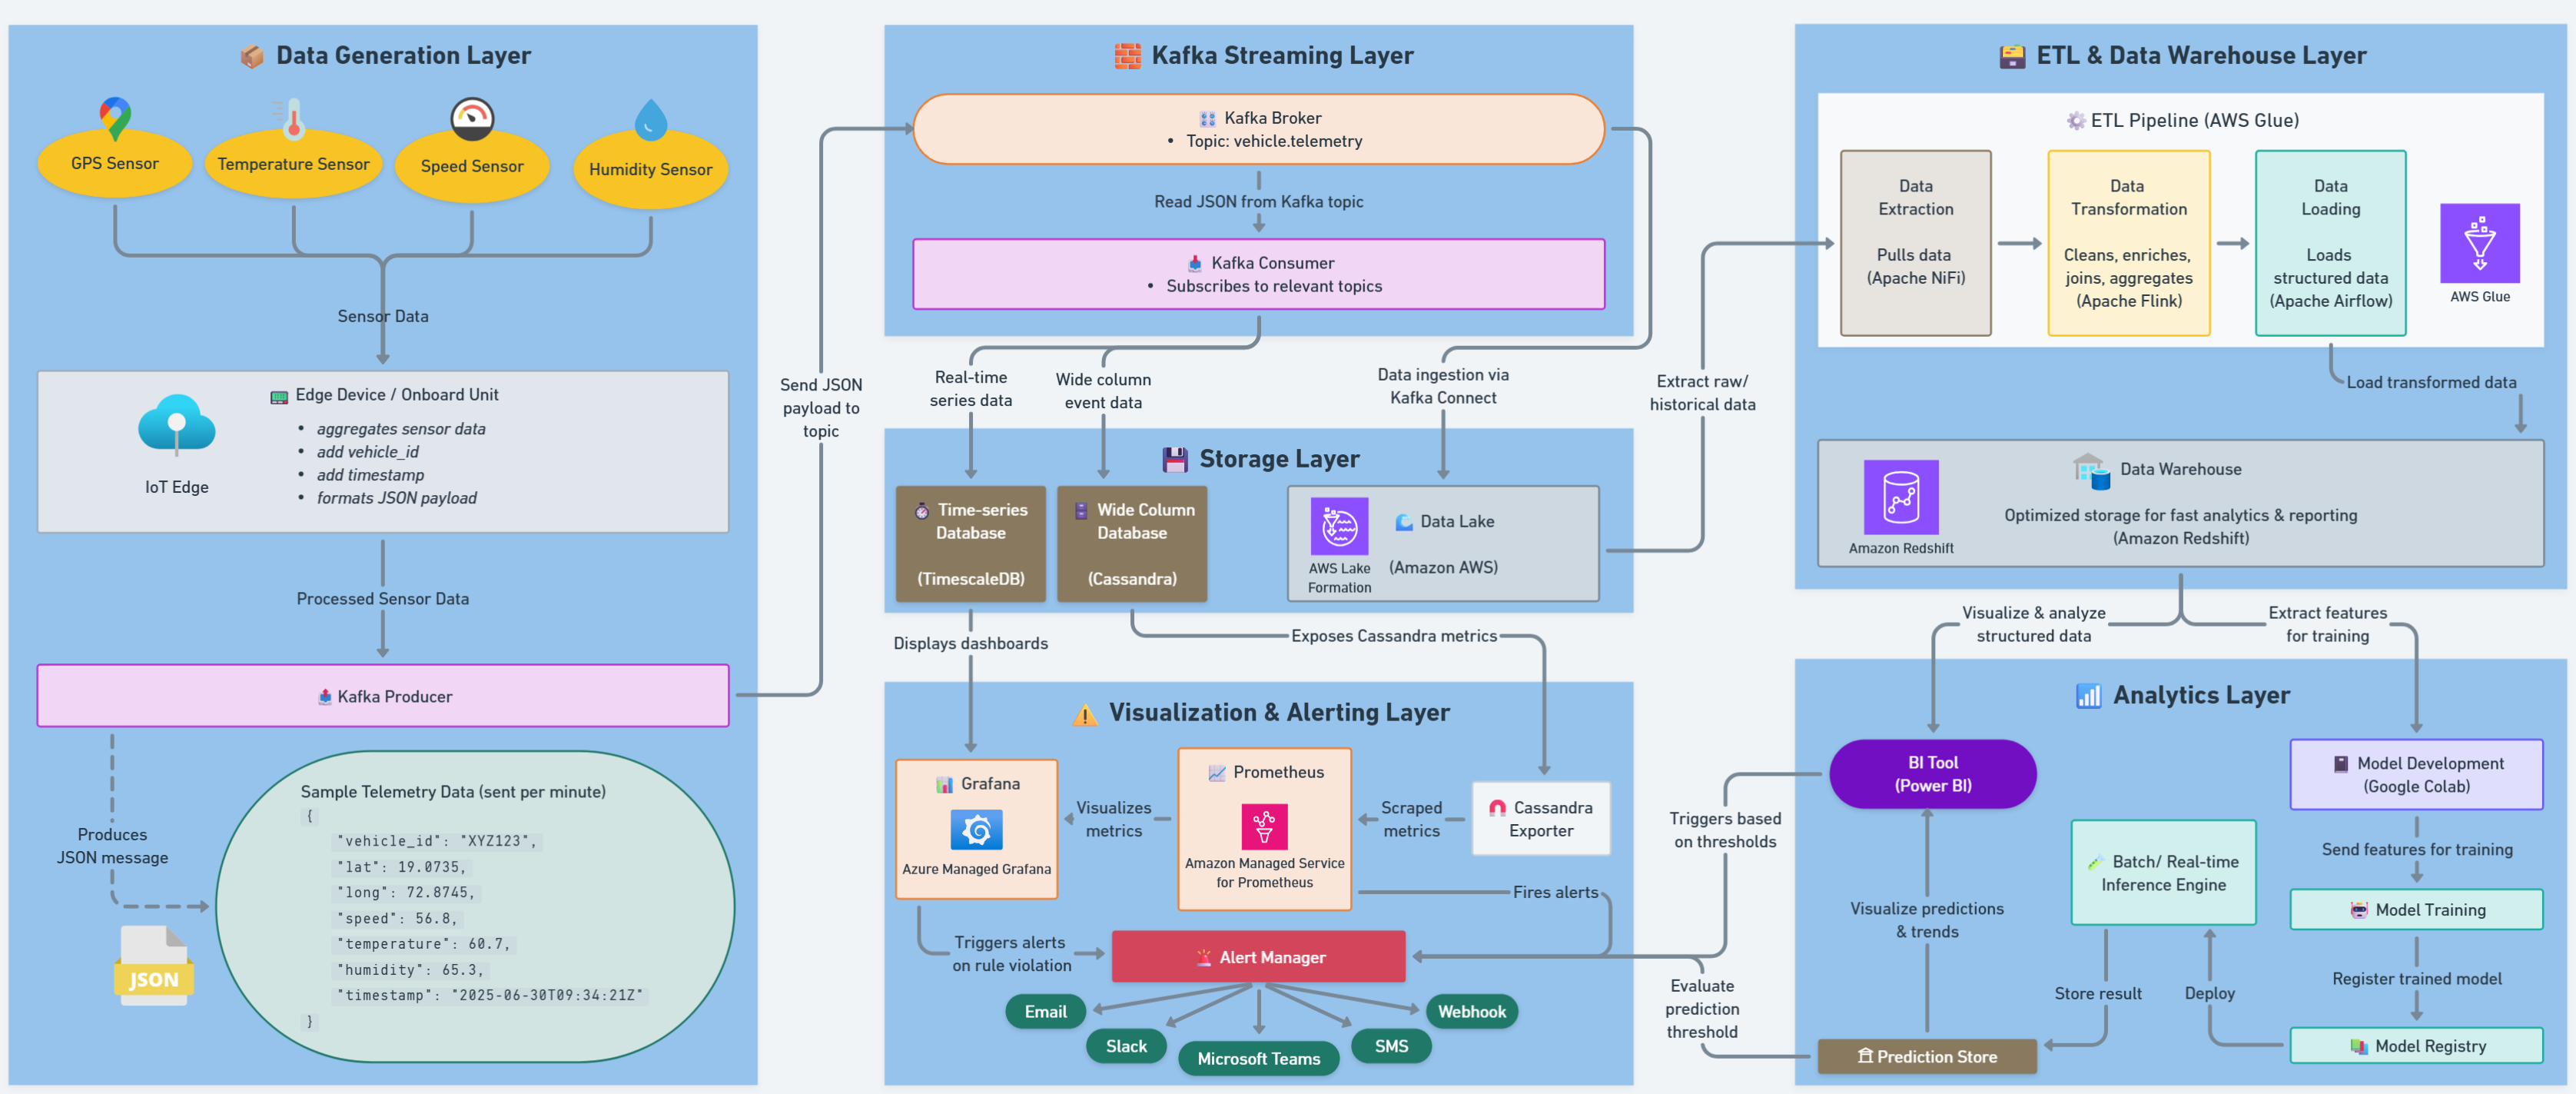 Data Generation Layer
GPS Sensor
Temperature Sensor
Speed Sensor
Humidity Sensor
Sensor Data
Edge Device / Onboard Unit
• aggregates sensor data
• add vehicle_id
• add timestamp
• formats JSON payload
IoT Edge
Processed Sensor Data
Kafka Producer
Produces
JSON message
JSON
Sample Telemetry Data (sent per minute)
{
"vehicle_id": "XYZ123",
"lat": 19.0735,
"long": 72.8745,
"speed": 56.8,
"temperature": 60.7,
"humidity": 65.3,
"timestamp": "2025-06-30T09:34:21Z"
}
Send JSON
payload to
topic
Kafka Streaming Layer
Kafka Broker
• Topic: vehicle.telemetry
Read JSON from Kafka topic
Kafka Consumer
• Subscribes to relevant topics
Real-time
series data
Wide column
event data
Data ingestion via
Kafka Connect
Storage Layer
Time-series
Database
(TimescaleDB)
Wide Column
Database
(Cassandra)
AWS Lake
Formation
Data Lake
(Amazon AWS)
Extract raw/
historical data
Displays dashboards
Exposes Cassandra metrics
Visualization & Alerting Layer
Grafana
Azure Managed Grafana
Visualizes
metrics
Prometheus
Amazon Managed Service
for Prometheus
Scraped
metrics
Cassandra
Exporter
Fires alerts
Triggers alerts
on rule violation
Alert Manager
Email
Slack
Microsoft Teams
SMS
Webhook
Triggers based
on thresholds
Evaluate
prediction
threshold
ETL & Data Warehouse Layer
ETL Pipeline (AWS Glue)
Data
Extraction
Pulls data
(Apache NiFi)
Data
Transformation
Cleans, enriches,
joins, aggregates
(Apache Flink)
Data
Loading
Loads
structured data
(Apache Airflow)
AWS Glue
Load transformed data
Amazon Redshift
Data Warehouse
Optimized storage for fast analytics & reporting
(Amazon Redshift)
Visualize & analyze
structured data
Extract features
for training
Analytics Layer
BI Tool
(Power BI)
Model Development
(Google Colab)
Send features for training
Batch/ Real-time
Inference Engine
Model Training
Visualize predictions
& trends
Register trained model
Store result
Deploy
Prediction Store
Model Registry